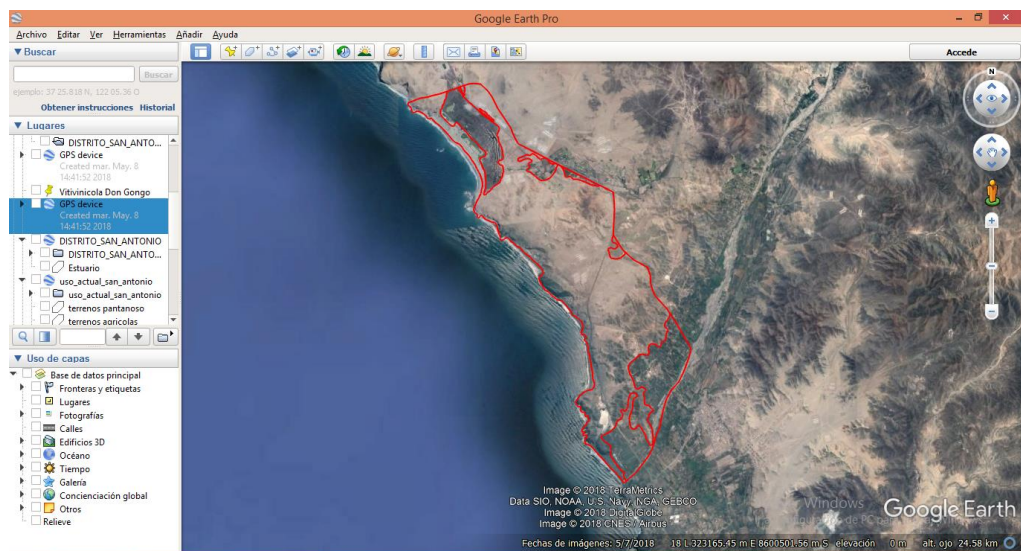 Google Earth Pro
Archivo Editar Ver Herramientas Añadir Ayuda
Buscar
Accede
Buscar
ejemplo: 37 25.818 N, 122 05.36 O
Obtener instrucciones Historial
Lugares
DISTRITO_SAN_ANTO...
GPS device
Created mar. May. 8
14:41:52 2018
Vitivinicola Don Gongo
GPS device
Created mar. May. 8
14:41:52 2018
DISTRITO_SAN_ANTONIO
DISTRITO_SAN_ANTO...
Estuario
uso_actual_san_antonio
uso_actual_san_antonio
terrenos pantanoso
terrenos agricolas
Uso de capas
Base de datos principal
Fronteras y etiquetas
Lugares
Fotografías
Calles
Edificios 3D
Océano
Tiempo
Galería
Concienciación global
Otros
Relieve
N
Image © 2018 TerraMetrics
Data SIO, NOAA, U.S. Navy, NGA, GEBCO
Image © 2018 DigitalGlobe
Image © 2018 CNES / Airbus
Windows
de PC
Google Earth
Fechas de imágenes: 5/7/2018 18 L 323165.45 m E 8600501.56 m S elevación 0 m alt. ojo 24.58 km